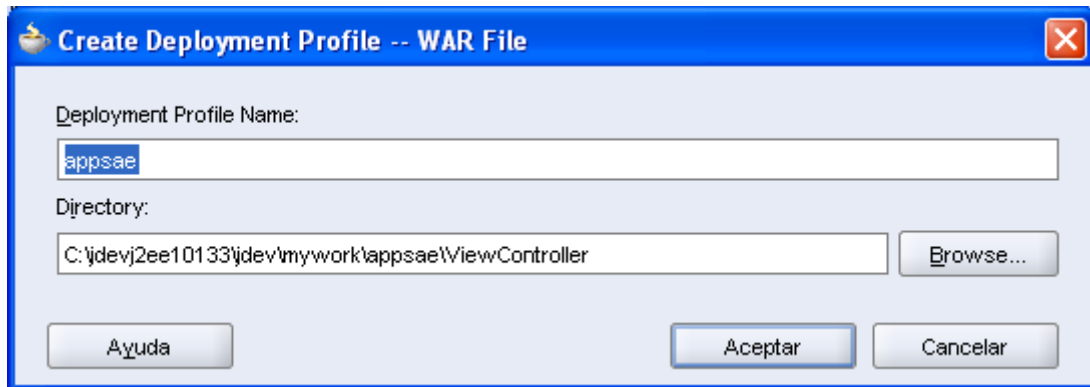 Create Deployment Profile -- WAR File
Deployment Profile Name:
appsae
Directory:
C:\jdevj2ee10133\jdev\mywork\appsae\ViewController
Browse...
Ayuda
Aceptar
Cancelar